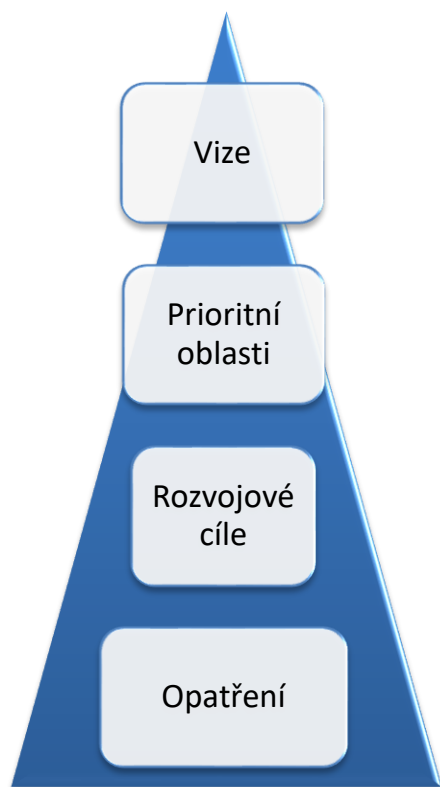 Vize
Prioritní
oblasti
Rozvojové
cíle
Opatření